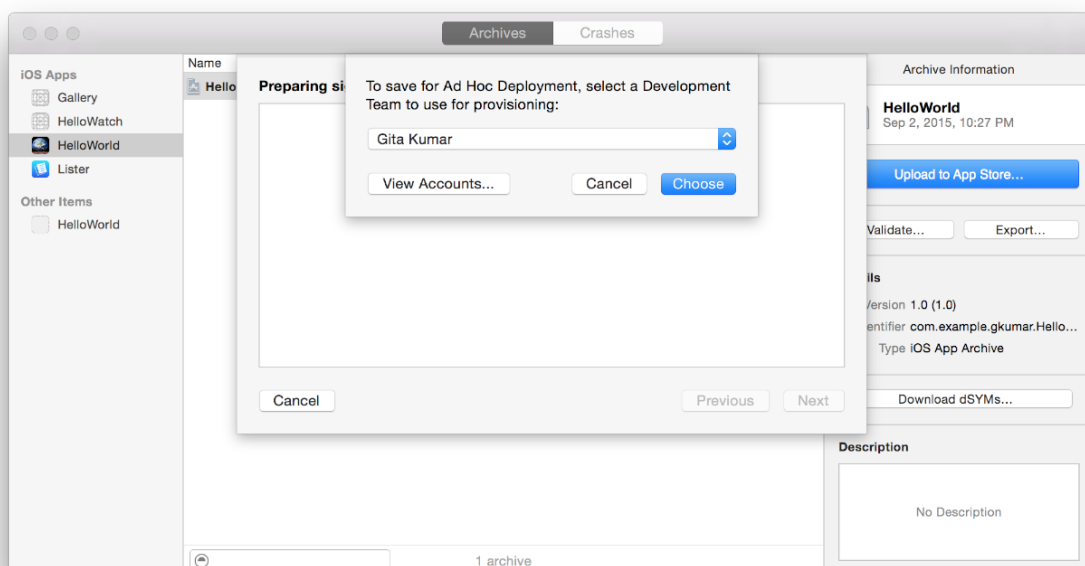 Archives
Crashes
iOS Apps
Gallery
HelloWatch
HelloWorld
Lister
Other Items
HelloWorld
Name
Hello
Preparing
To save for Ad Hoc Deployment, select a Development
Team to use for provisioning:
Gita Kumar
View Accounts...
Cancel
Choose
Cancel
Previous
Next
1 archive
Archive Information
HelloWorld
Sep 2, 2015, 10:27 PM
Upload to App Store...
Validate...
Export...
ils
Version 1.0 (1.0)
entifier com.example.gkumar.Hello...
Type iOS App Archive
Download dSYMs...
Description
No Description